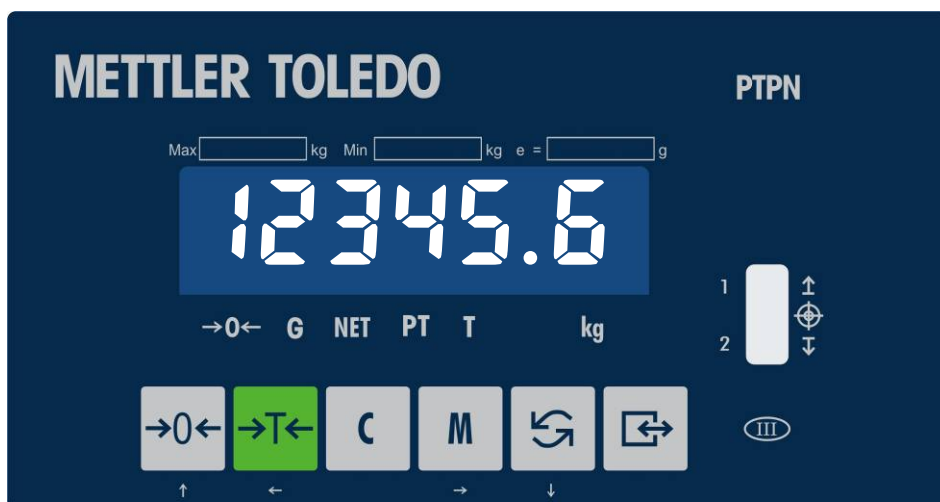 METTLER TOLEDO
PTPN
Max kg Min kg e = g
12345.6
→0← G NET PT T kg
1
2
→0← →T← C M
III
↑ ← → ↓